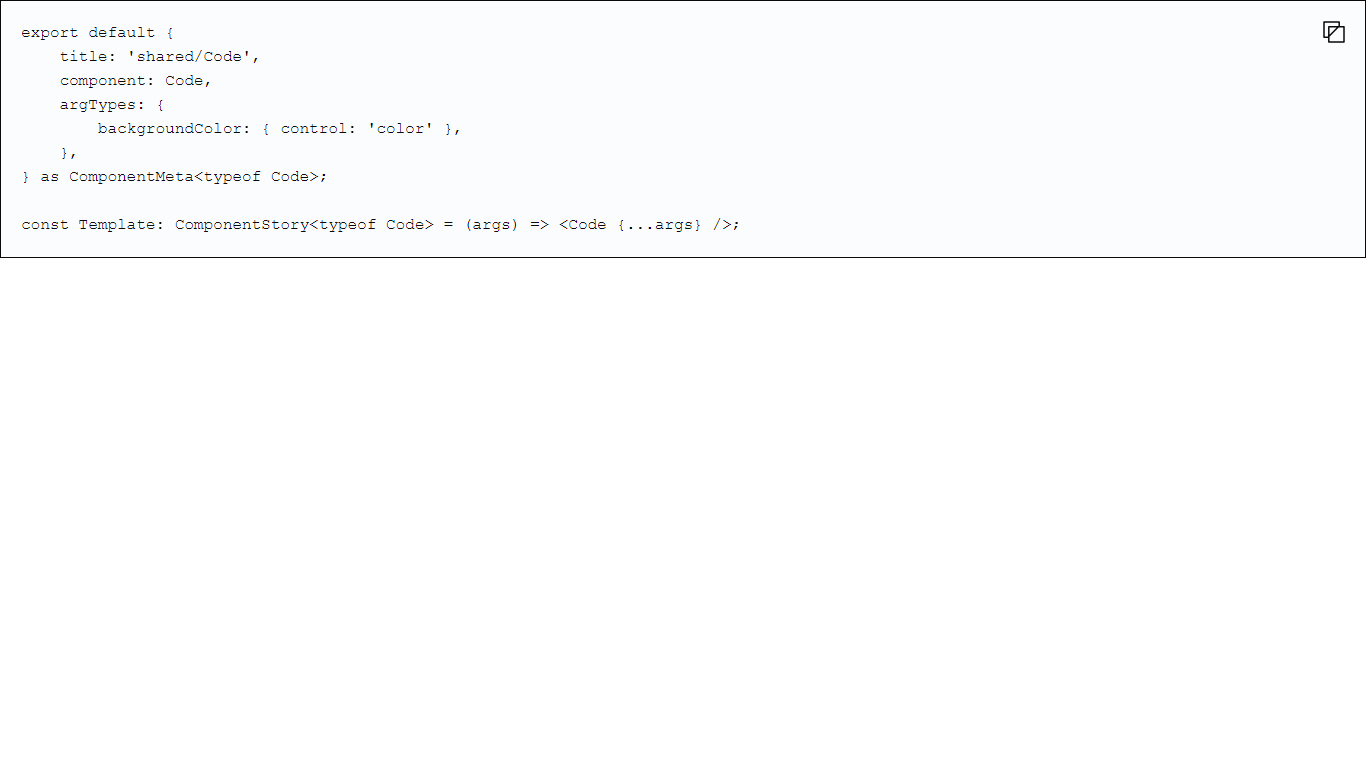 export default {
    title: 'shared/Code',
    component: Code,
    argTypes: {
        backgroundColor: { control: 'color' },
    },
} as ComponentMeta<typeof Code>;

const Template: ComponentStory<typeof Code> = (args) => <Code {...args} />;